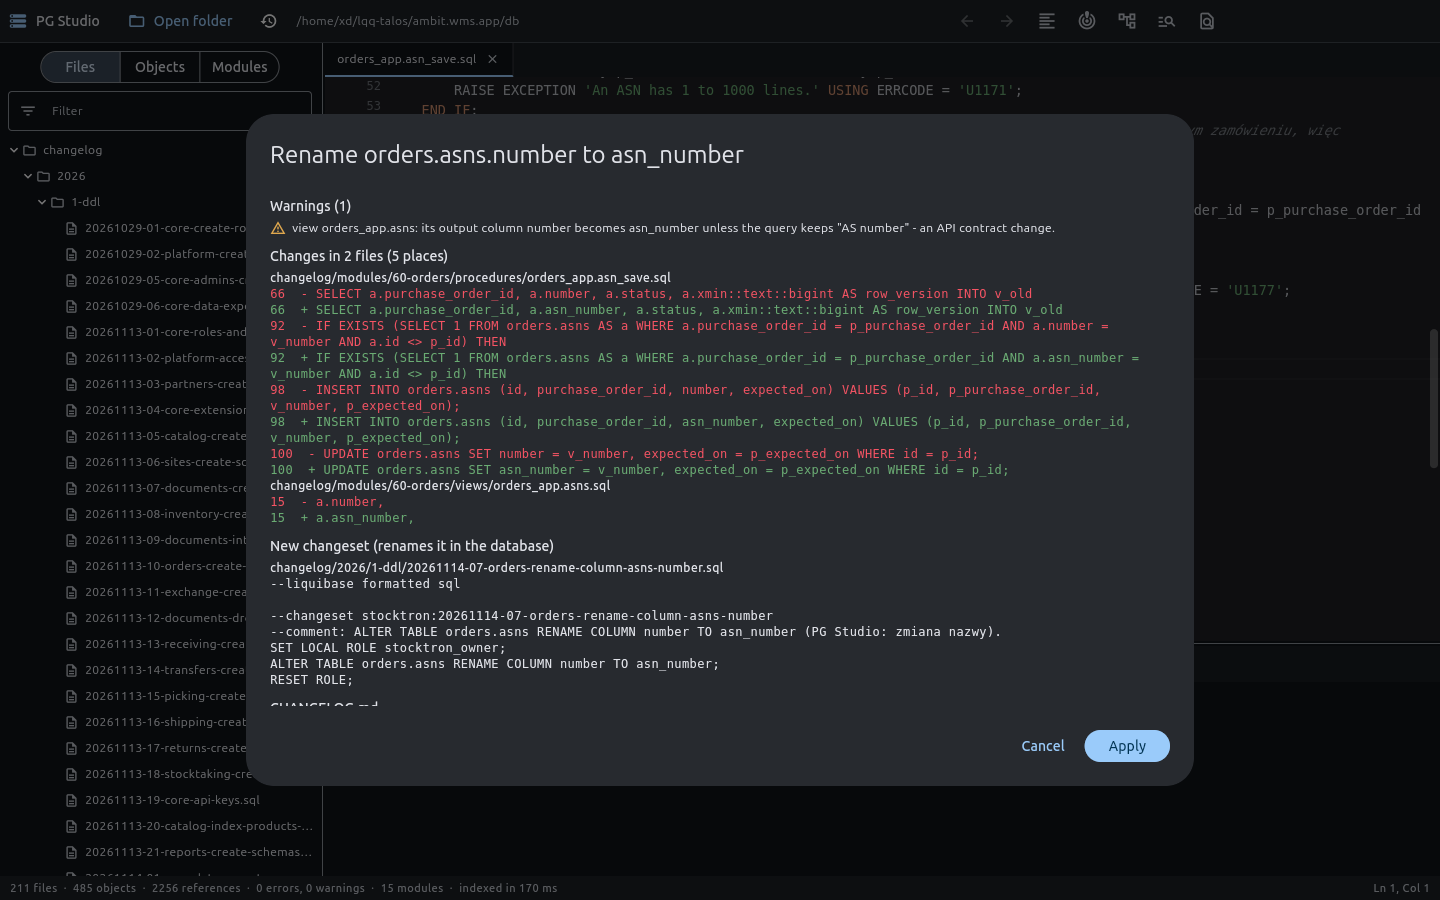 PG Studio
Open folder
/home/xd/lqq-talos/ambit.wms.app/db
Files
Objects
Modules
orders_app.asn_save.sql
Filter
52 RAISE EXCEPTION 'An ASN has 1 to 1000 lines.' USING ERRCODE = 'U1171';
53 END IF;
m zamówieniu, więc
der_id = p_purchase_order_id
E = 'U1177';
changelog
2026
1-ddl
20261029-01-core-create-ro
20261029-02-platform-creat
20261029-05-core-admins-c
20261029-06-core-data-exp
20261113-01-core-roles-and
20261113-02-platform-acces
20261113-03-partners-creat
20261113-04-core-extension
20261113-05-catalog-create
20261113-06-sites-create-sc
20261113-07-documents-cre
20261113-08-inventory-crea
20261113-09-documents-int
20261113-10-orders-create-
20261113-11-exchange-crea
20261113-12-documents-dr
20261113-13-receiving-crea
20261113-14-transfers-crea
20261113-15-picking-create
20261113-16-shipping-creat
20261113-17-returns-create
20261113-18-stocktaking-cre
20261113-19-core-api-keys.sql
20261113-20-catalog-index-products-...
20261113-21-reports-create-schemas...
Rename orders.asns.number to asn_number
Warnings (1)
view orders_app.asns: its output column number becomes asn_number unless the query keeps "AS number" - an API contract change.
Changes in 2 files (5 places)
changelog/modules/60-orders/procedures/orders_app.asn_save.sql
66 - SELECT a.purchase_order_id, a.number, a.status, a.xmin::text::bigint AS row_version INTO v_old
66 + SELECT a.purchase_order_id, a.asn_number, a.status, a.xmin::text::bigint AS row_version INTO v_old
92 - IF EXISTS (SELECT 1 FROM orders.asns AS a WHERE a.purchase_order_id = p_purchase_order_id AND a.number =
v_number AND a.id <> p_id) THEN
92 + IF EXISTS (SELECT 1 FROM orders.asns AS a WHERE a.purchase_order_id = p_purchase_order_id AND a.asn_number =
v_number AND a.id <> p_id) THEN
98 - INSERT INTO orders.asns (id, purchase_order_id, number, expected_on) VALUES (p_id, p_purchase_order_id,
v_number, p_expected_on);
98 + INSERT INTO orders.asns (id, purchase_order_id, asn_number, expected_on) VALUES (p_id, p_purchase_order_id,
v_number, p_expected_on);
100 - UPDATE orders.asns SET number = v_number, expected_on = p_expected_on WHERE id = p_id;
100 + UPDATE orders.asns SET asn_number = v_number, expected_on = p_expected_on WHERE id = p_id;
changelog/modules/60-orders/views/orders_app.asns.sql
15 - a.number,
15 + a.asn_number,
New changeset (renames it in the database)
changelog/2026/1-ddl/20261114-07-orders-rename-column-asns-number.sql
--liquibase formatted sql
--changeset stocktron:20261114-07-orders-rename-column-asns-number
--comment: ALTER TABLE orders.asns RENAME COLUMN number TO asn_number (PG Studio: zmiana nazwy).
SET LOCAL ROLE stocktron_owner;
ALTER TABLE orders.asns RENAME COLUMN number TO asn_number;
RESET ROLE;
CHANGELOG.md
Cancel
Apply
211 files · 485 objects · 2256 references · 0 errors, 0 warnings · 15 modules · indexed in 170 ms
Ln 1, Col 1